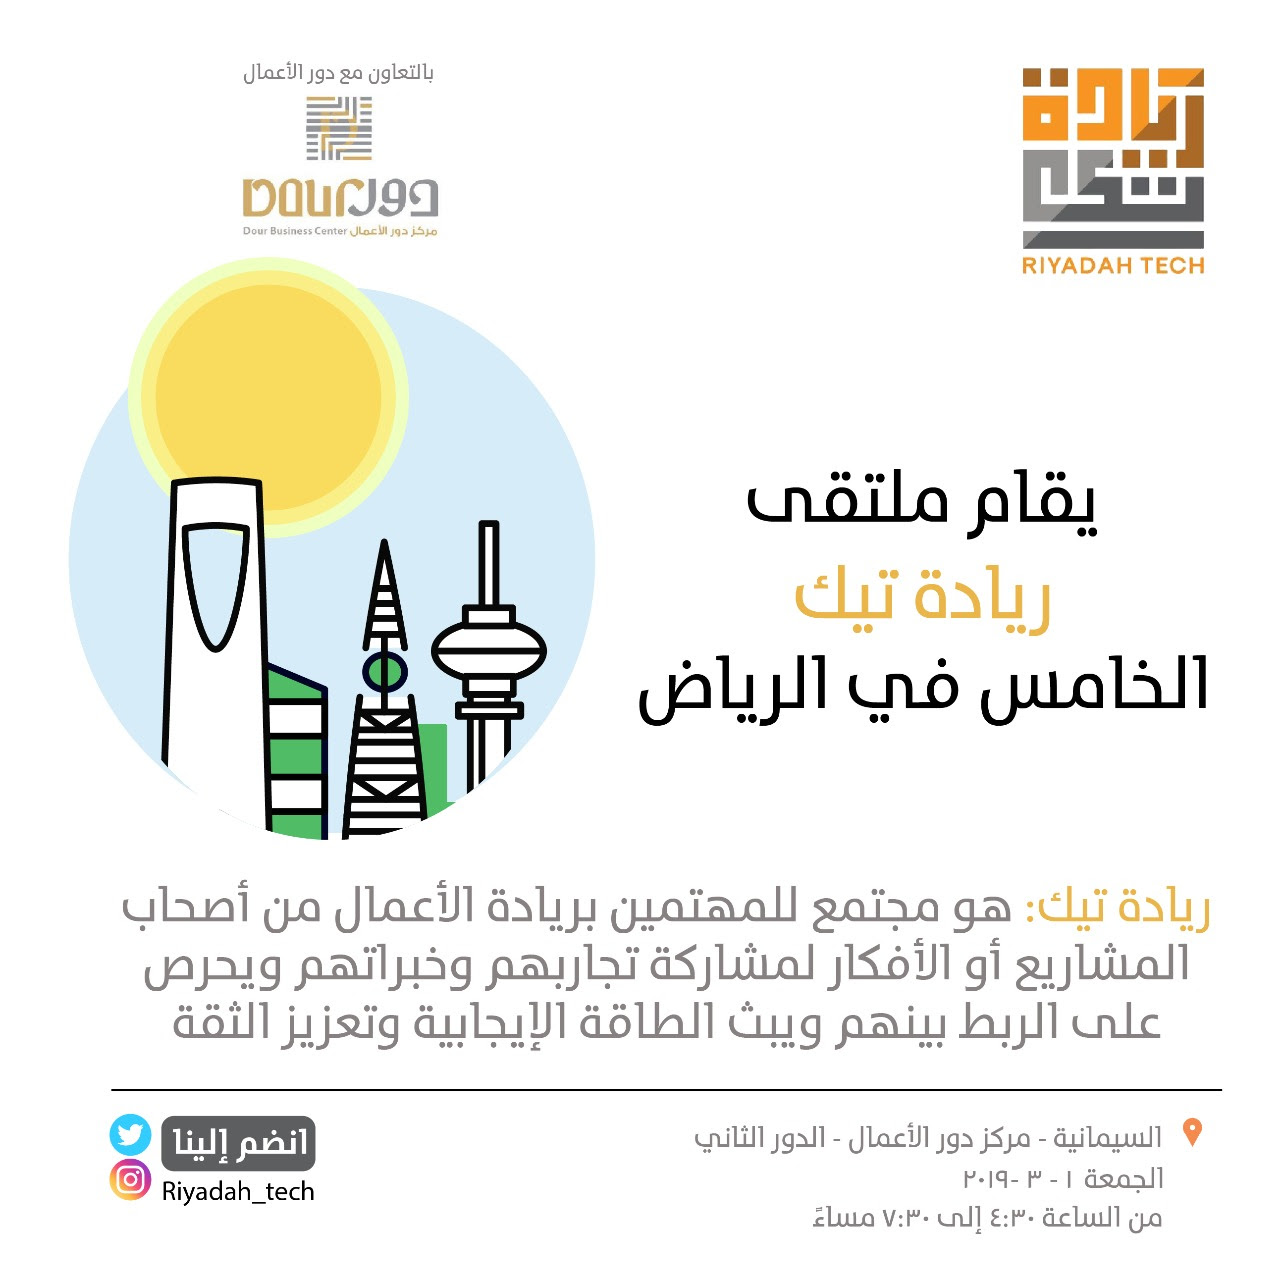 بالتعاون مع دور الأعمال
Dour دور
Dour Business Center مركز دور الأعمال
ريادة
تيك
RIYADAH TECH
يقام ملتقى
ريادة تيك
الخامس في الرياض
ريادة تيك: هو مجتمع للمهتمين بريادة الأعمال من أصحاب
المشاريع أو الأفكار لمشاركة تجاربهم وخبراتهم ويحرص
على الربط بينهم ويبث الطاقة الإيجابية وتعزيز الثقة
السيمانية - مركز دور الأعمال - الدور الثاني
الجمعة ١ - ٣ -٢٠١٩
من الساعة ٤:٣٠ إلى ٧:٣٠ مساءً
انضم إلينا
Riyadah_tech